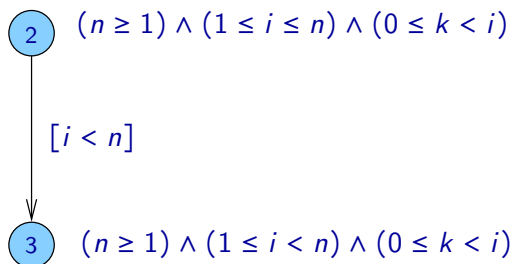 2 (n ≥ 1) ∧ (1 ≤ i ≤ n) ∧ (0 ≤ k < i)
[i < n]
3 (n ≥ 1) ∧ (1 ≤ i < n) ∧ (0 ≤ k < i)